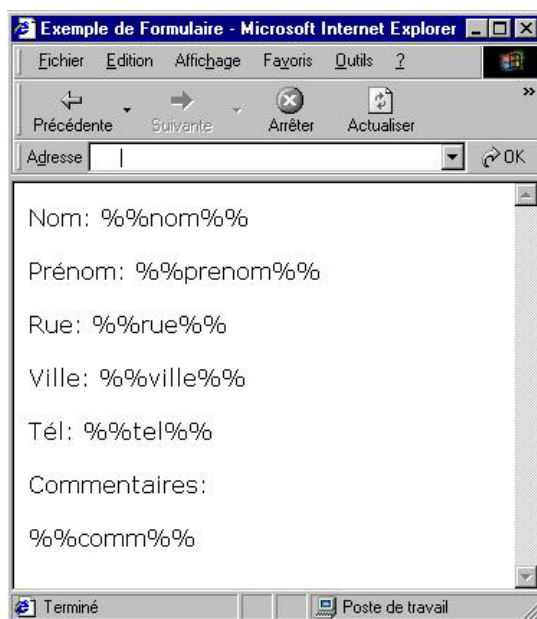 Exemple de Formulaire - Microsoft Internet Explorer
Fichier Edition Affichage Favoris Outils ?
Précédente Suivante Arrêter Actualiser »
Adresse OK
Nom: %%nom%%
Prénom: %%prenom%%
Rue: %%rue%%
Ville: %%ville%%
Tél: %%tel%%
Commentaires:
%%comm%%
Terminé Poste de travail